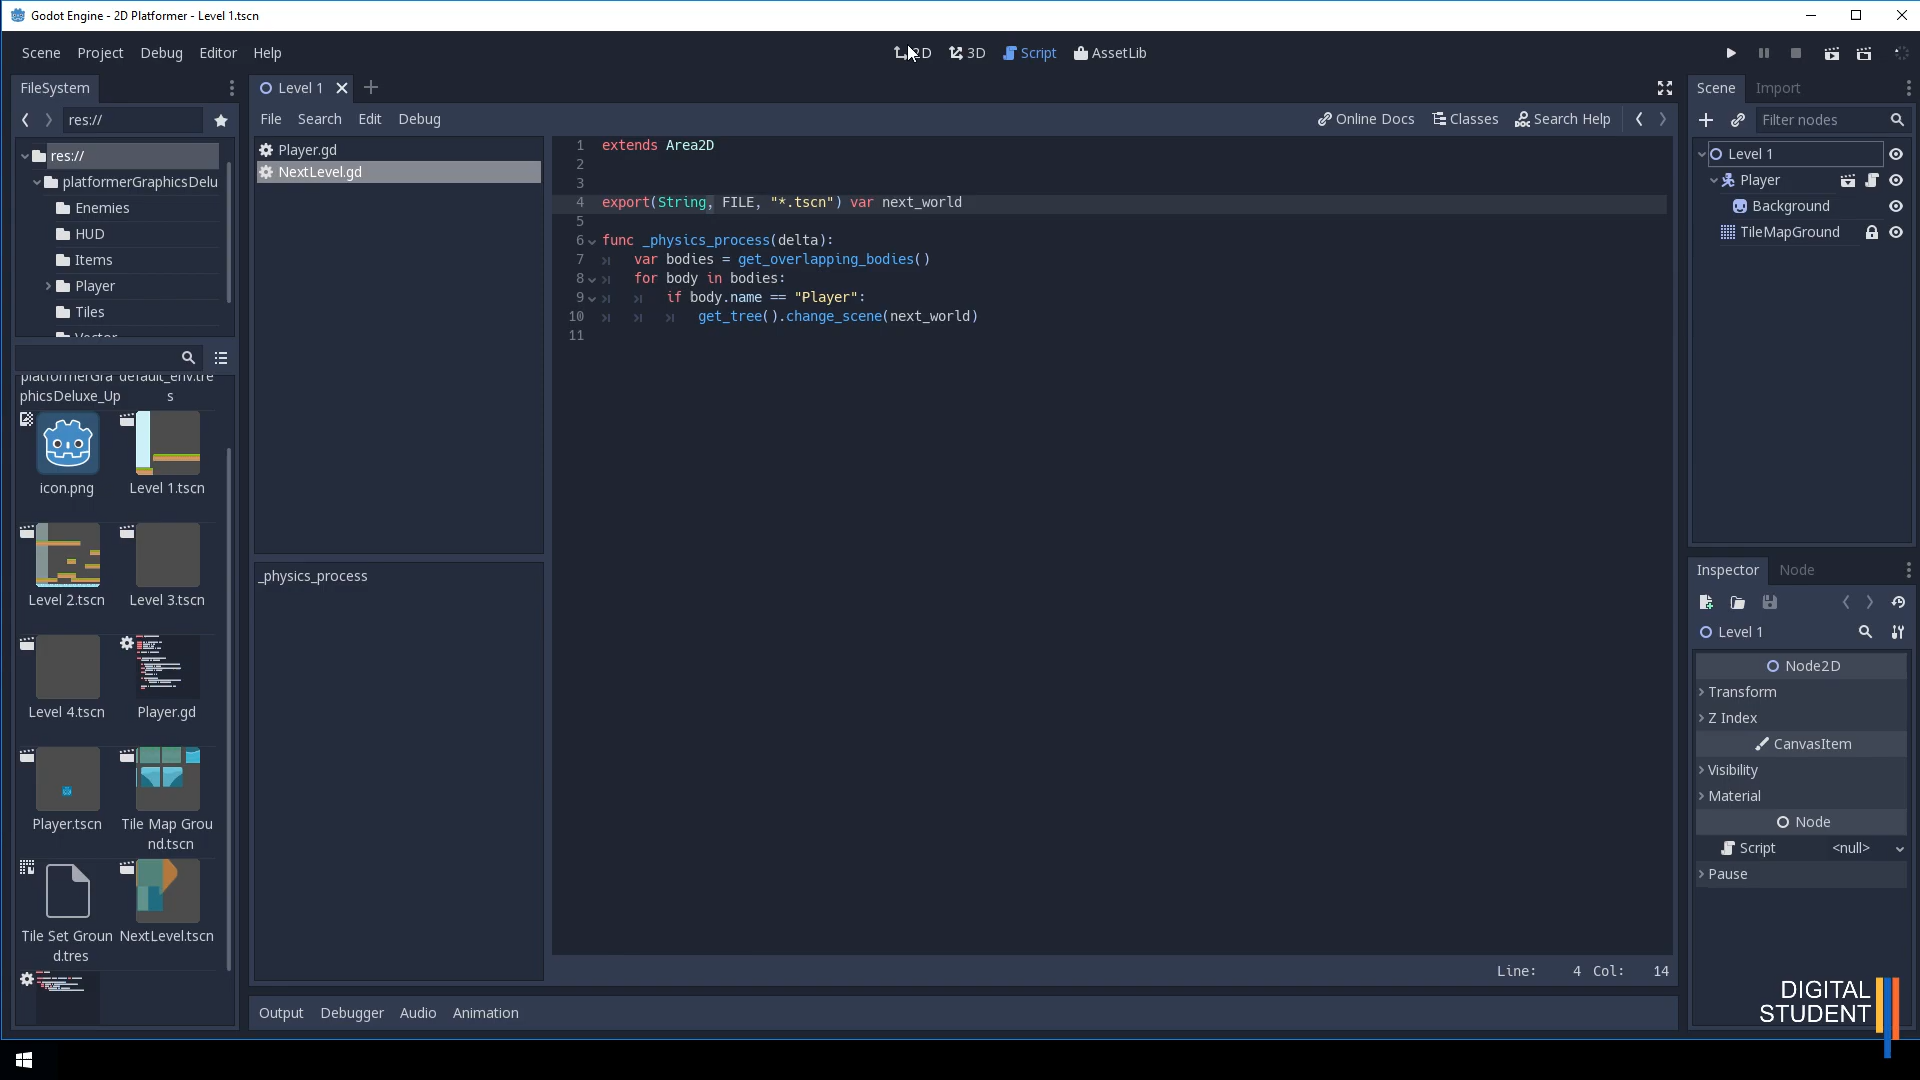 Godot Engine - 2D Platformer - Level 1.tscn
Scene Project Debug Editor Help
2D 3D Script AssetLib
FileSystem
Level 1
Scene Import
res://
File Search Edit Debug
Online Docs Classes Search Help
Filter nodes
res://
platformerGraphicsDelu
Enemies
HUD
Items
Player
Tiles
Vector
Player.gd
NextLevel.gd
1 extends Area2D
2
3
4 export(String, FILE, "*.tscn") var next_world
5
6 func _physics_process(delta):
7 var bodies = get_overlapping_bodies()
8 for body in bodies:
9 if body.name == "Player":
10 get_tree().change_scene(next_world)
11
Level 1
Player
Background
TileMapGround
platformerGra
phicsDeluxe_Up
default_env.tre
s
icon.png
Level 1.tscn
Level 2.tscn
Level 3.tscn
Level 4.tscn
Player.gd
Player.tscn
Tile Map Grou
nd.tscn
Tile Set Groun
d.tres
NextLevel.tscn
_physics_process
Line: 4 Col: 14
Output Debugger Audio Animation
Inspector Node
Level 1
Node2D
Transform
Z Index
CanvasItem
Visibility
Material
Node
Script <null>
Pause
DIGITAL
STUDENT